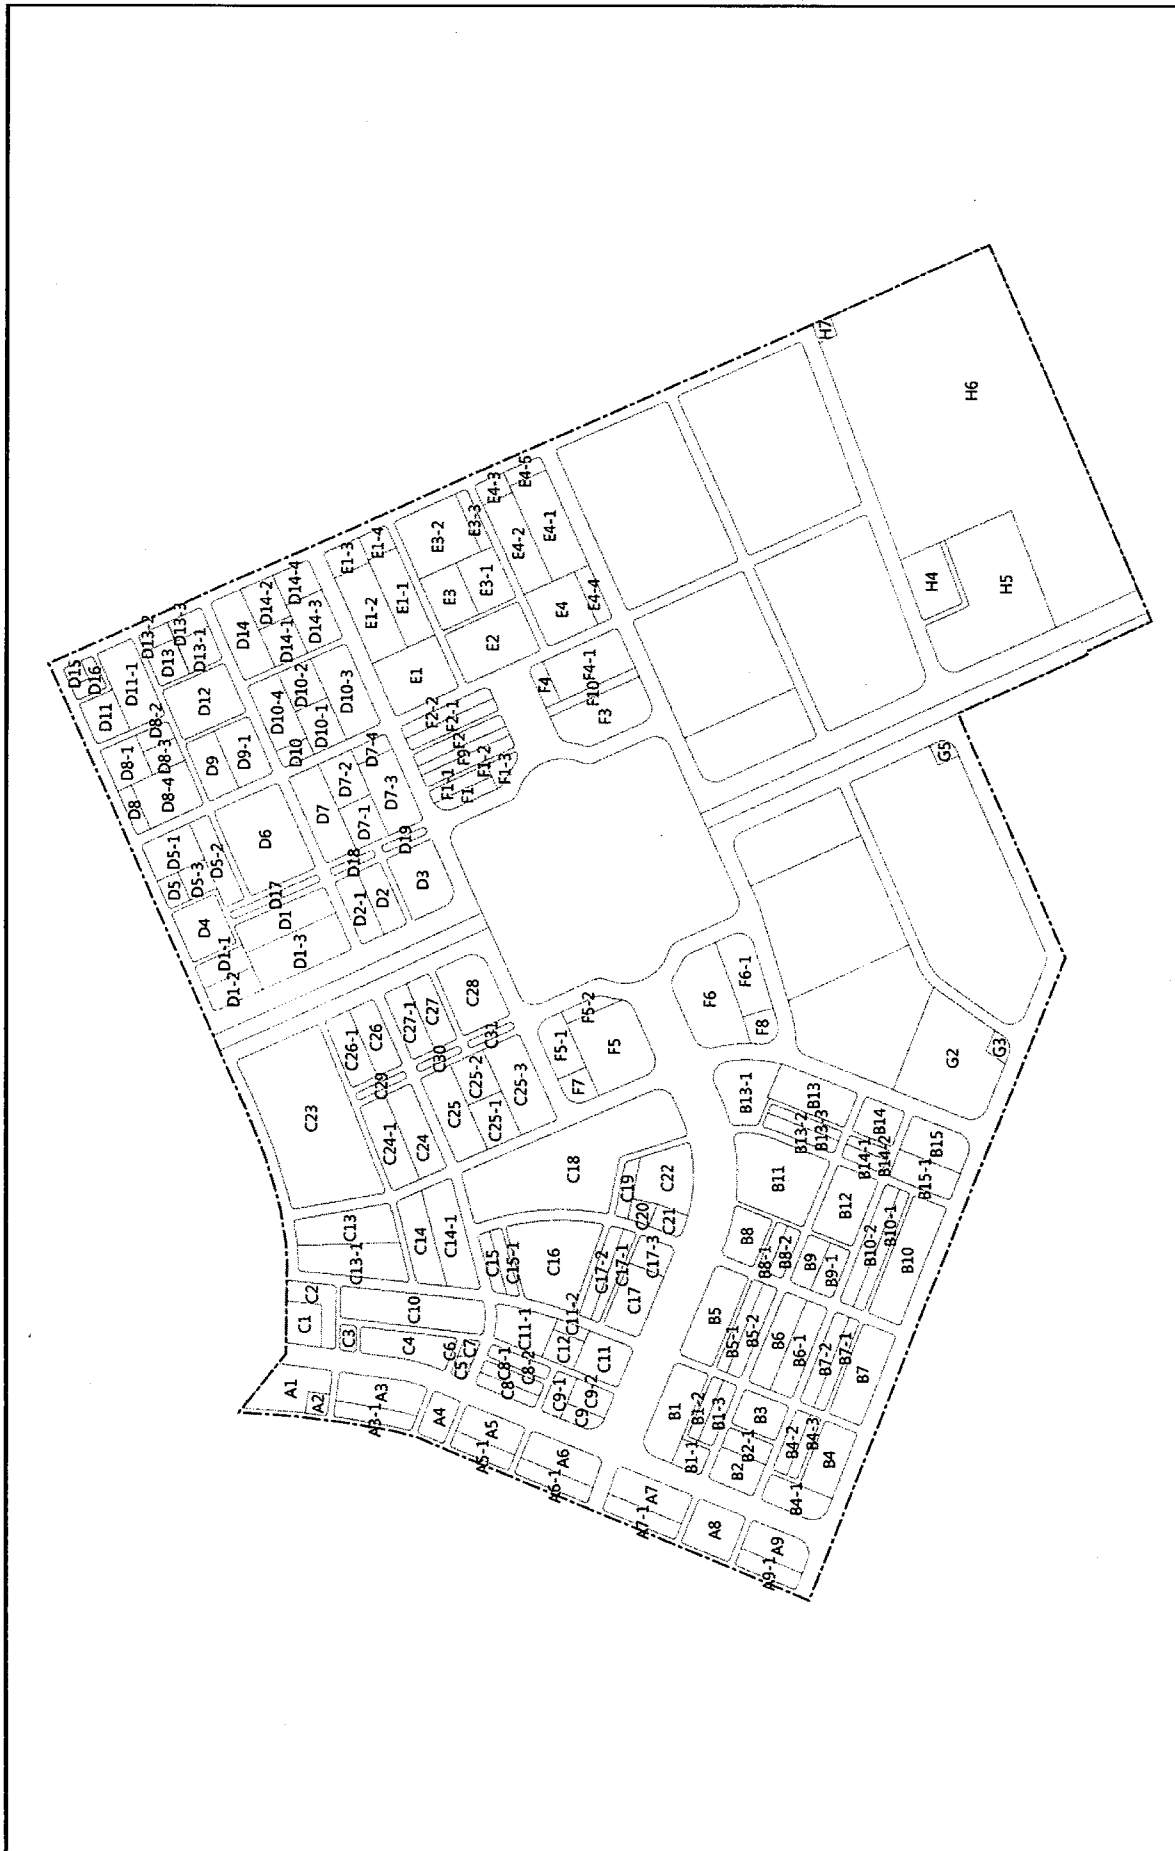 D15
D16
D11
D11-1
D13-2
D13
D13-3
D13-1
D8-1
D8-2
D8-3
D8
D8-4
D12
D9
D9-1
D14
D14-2
D14-4
D14-1
D14-3
D5-1
D5
D5-3
D5-2
D6
D10-4
D10-2
D10
D10-1
D10-3
E1-3
E1-4
E1-2
E1-1
E1
D4
D17
D1
D1-1
D1-2
D1-3
D7
D7-2
D7-4
D7-1
D7-3
D18
D19
D2-1
D2
D3
E3-2
E3-3
E3
E3-1
E2
E4-3
E4-5
E4-2
E4-1
E4
E4-4
F2-2
F2-1
F2
F9
F1-2
F1-3
F1-1
F1
F4
F4-1
F10
F3
H7
H6
H4
H5
C23
C26-1
C26
C29
C24-1
C24
C27-1
C27
C28
C30
C31
C25
C25-2
C25-1
C25-3
F5-1
F5-2
F5
F7
F6
F6-1
F8
G5
G2
G3
C13
C13-1
C14
C14-1
C18
C19
C22
C20
C21
C2
C1
C3
C10
C4
C6
C7
C5
C15
C15-1
C16
C17-2
C17-1
C17-3
C17
C11-1
C11-2
C12
C11
C8-1
C8
C8-2
C9-1
C9
C9-2
A1
A2
A3
A3-1
A4
A5
A5-1
A6
A6-1
A7
A7-1
A8
A9
A9-1
B13-1
B13
B13-2
B13-3
B14
B14-1
B14-2
B15
B15-1
B11
B12
B8
B8-1
B8-2
B9
B9-1
B10-2
B10-1
B10
B5
B5-1
B5-2
B6
B6-1
B7-2
B7-1
B7
B1
B1-2
B1-3
B1-1
B3
B2-1
B2
B4-2
B4-3
B4
B4-1